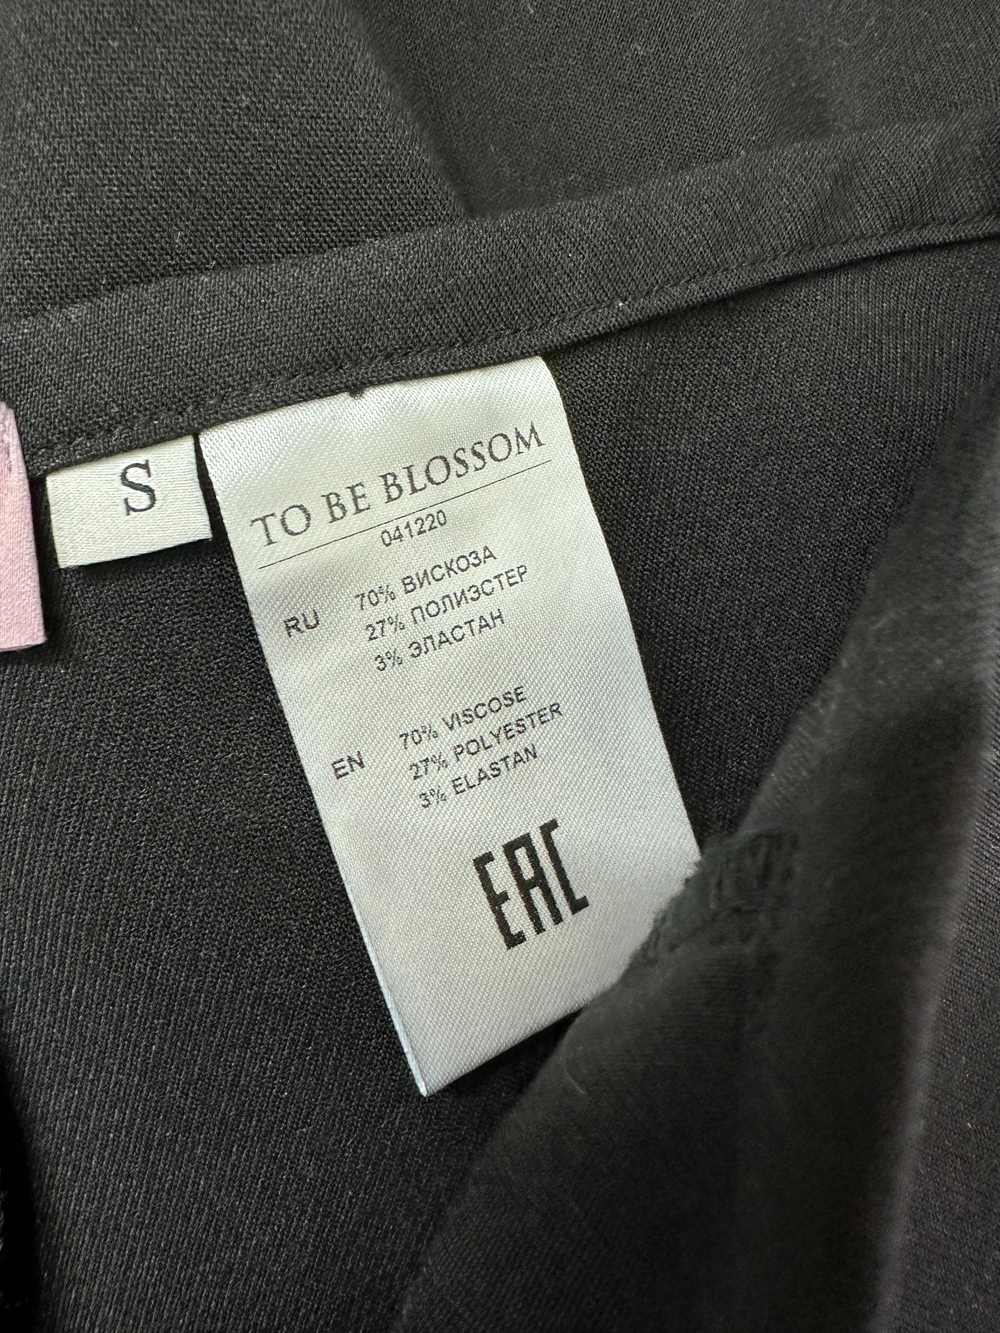 S
TO BE BLOSSOM
041220
RU
70% ВИСКОЗА
27% ПОЛИЭСТЕР
3% ЭЛАСТАН
EN
70% VISCOSE
27% POLYESTER
3% ELASTAN
EAC